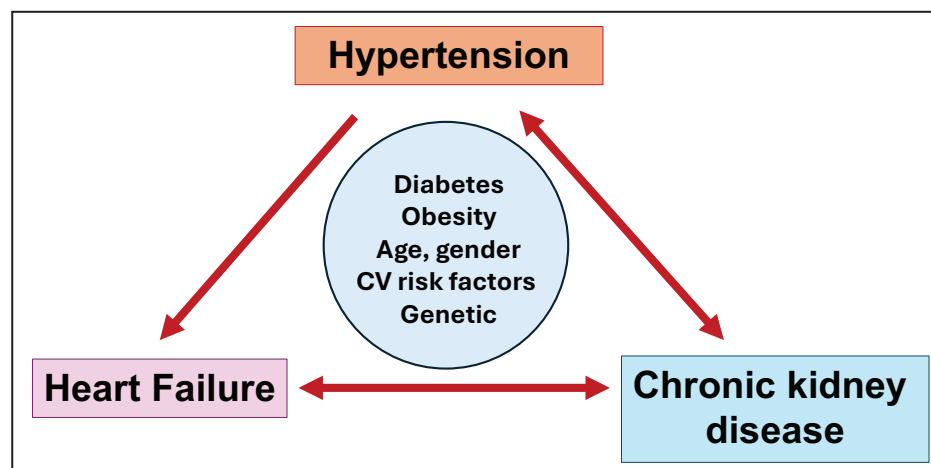 Hypertension
Diabetes
Obesity
Age, gender
CV risk factors
Genetic
Heart Failure
Chronic kidney
disease